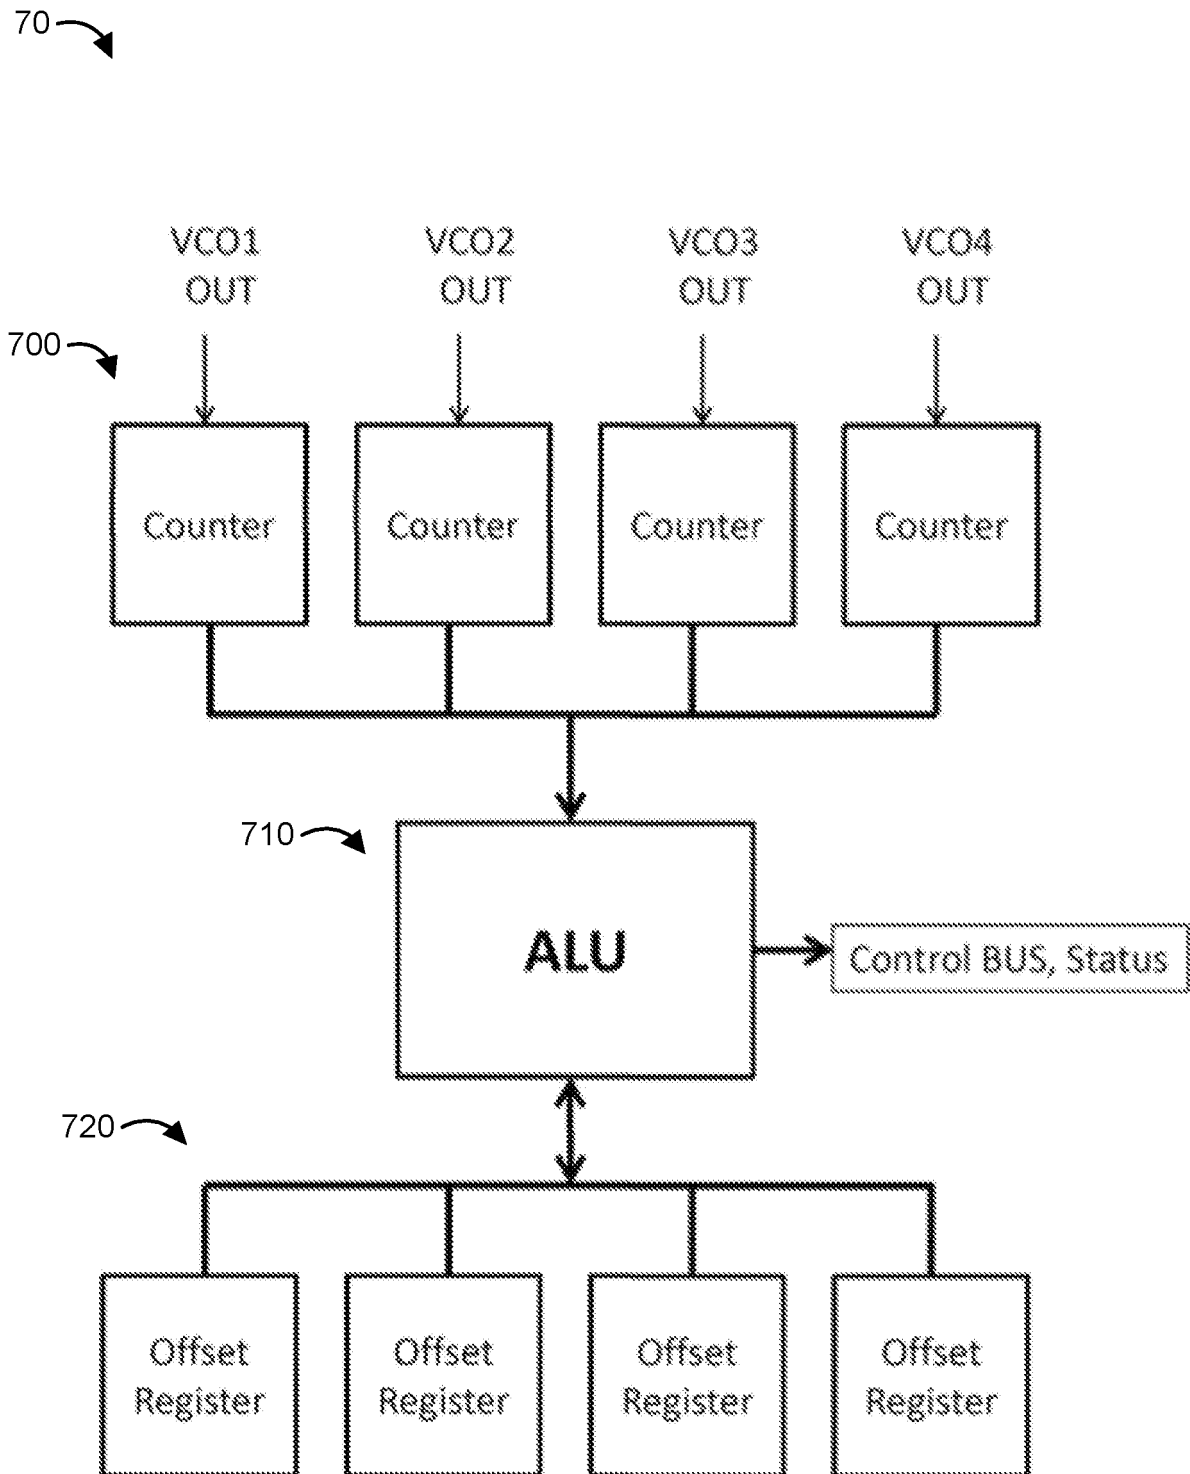 70
VCO1 VCO2 VCO3 VCO4
OUT OUT OUT OUT
700
Counter Counter Counter Counter
710
ALU
Control BUS, Status
720
Offset Offset Offset Offset
Register Register Register Register